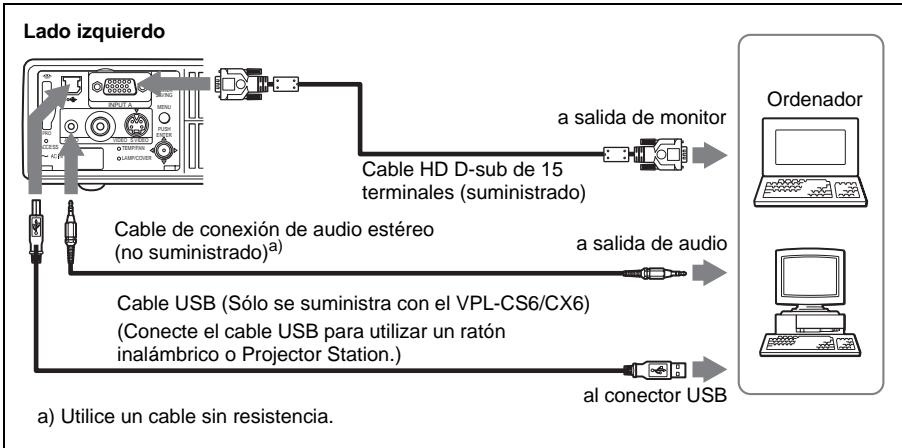 Lado izquierdo
INPUT A
SAVING
MENU
PUSH
ENTER
PRO
ACCESS
AUDIO
VIDEO
S VIDEO
TEMP/FAN
LAMP/COVER
a salida de monitor
Ordenador
Cable HD D-sub de 15
terminales (suministrado)
Cable de conexión de audio estéreo
(no suministrado)a)
a salida de audio
Cable USB (Sólo se suministra con el VPL-CS6/CX6)
(Conecte el cable USB para utilizar un ratón
inalámbrico o Projector Station.)
al conector USB
a) Utilice un cable sin resistencia.